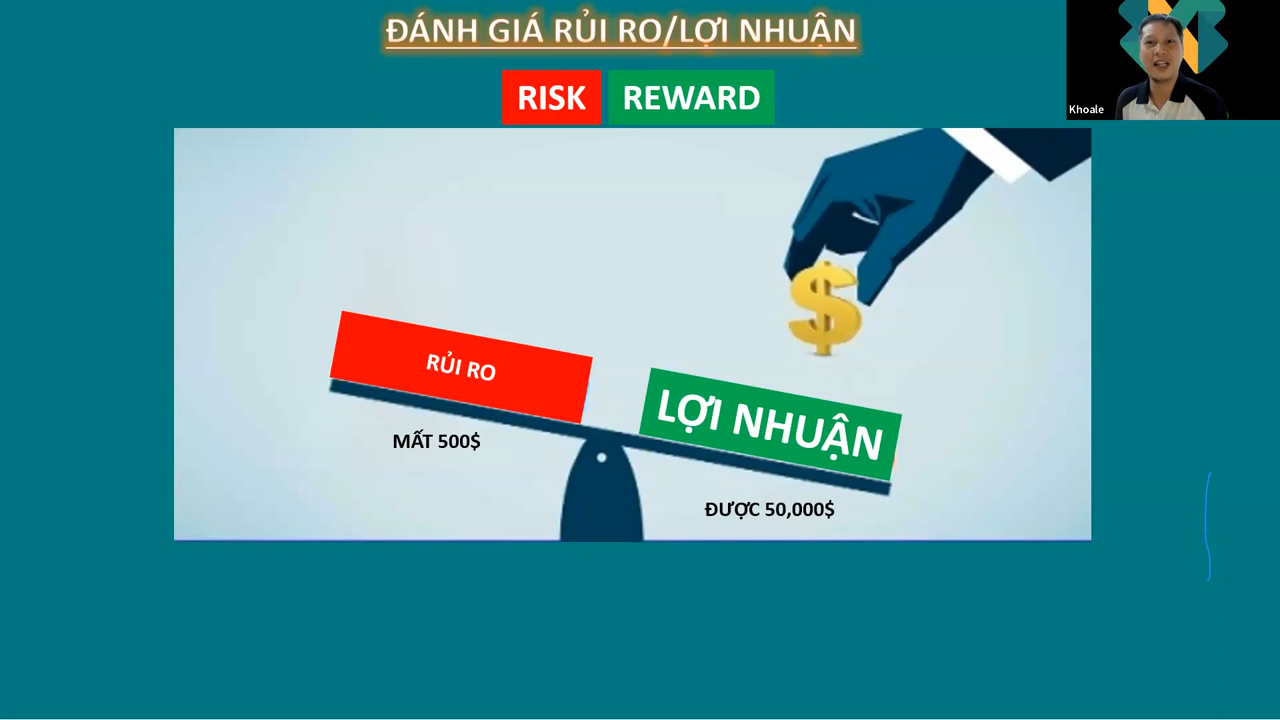 ĐÁNH GIÁ RỦI RO/LỢI NHUẬN
RISK REWARD
Khoale
$
RỦI RO
LỢI NHUẬN
MẤT 500$
ĐƯỢC 50,000$